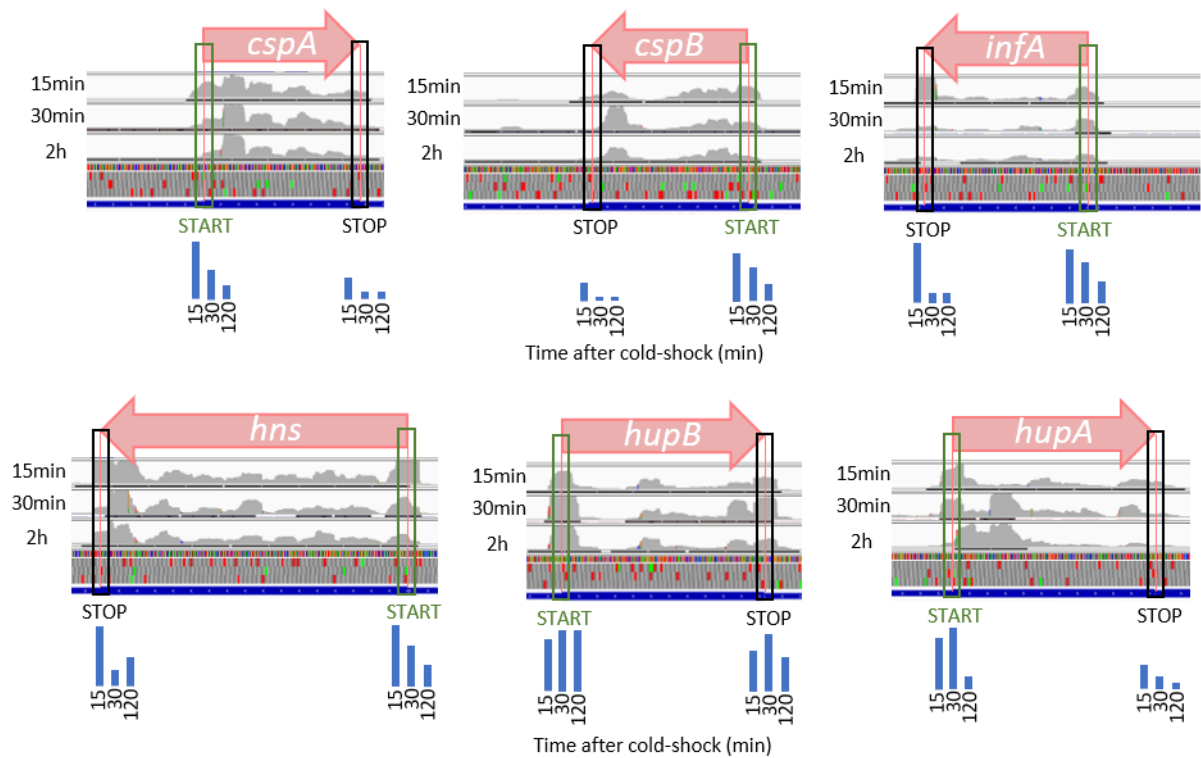 cspA cspB infA
15min 15min 15min
30min 30min 30min
2h 2h 2h
START STOP STOP START STOP START
15 30 120 15 30 120 15 30 120 15 30 120 15 30 120 15 30 120
Time after cold-shock (min)
hns hupB hupA
15min 15min 15min
30min 30min 30min
2h 2h 2h
STOP START START STOP START STOP
15 30 120 15 30 120 15 30 120 15 30 120 15 30 120 15 30 120
Time after cold-shock (min)